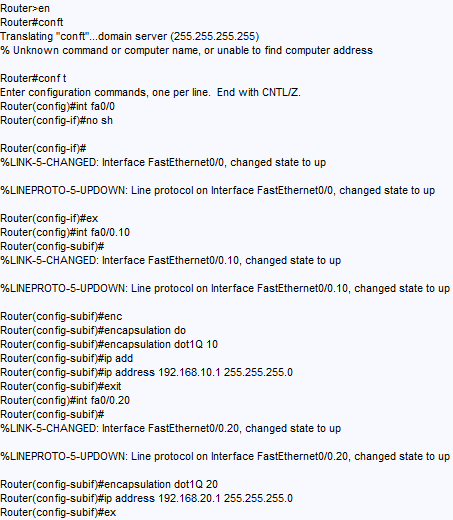 Router>en
Router#conft
Translating "conft"...domain server (255.255.255.255)
% Unknown command or computer name, or unable to find computer address
Router#conf t
Enter configuration commands, one per line.  End with CNTL/Z.
Router(config)#int fa0/0
Router(config-if)#no sh
Router(config-if)#
%LINK-5-CHANGED: Interface FastEthernet0/0, changed state to up
%LINEPROTO-5-UPDOWN: Line protocol on Interface FastEthernet0/0, changed state to up
Router(config-if)#ex
Router(config)#int fa0/0.10
Router(config-subif)#
%LINK-5-CHANGED: Interface FastEthernet0/0.10, changed state to up
%LINEPROTO-5-UPDOWN: Line protocol on Interface FastEthernet0/0.10, changed state to up
Router(config-subif)#enc
Router(config-subif)#encapsulation do
Router(config-subif)#encapsulation dot1Q 10
Router(config-subif)#ip add
Router(config-subif)#ip address 192.168.10.1 255.255.255.0
Router(config-subif)#exit
Router(config)#int fa0/0.20
Router(config-subif)#
%LINK-5-CHANGED: Interface FastEthernet0/0.20, changed state to up
%LINEPROTO-5-UPDOWN: Line protocol on Interface FastEthernet0/0.20, changed state to up
Router(config-subif)#encapsulation dot1Q 20
Router(config-subif)#ip address 192.168.20.1 255.255.255.0
Router(config-subif)#ex